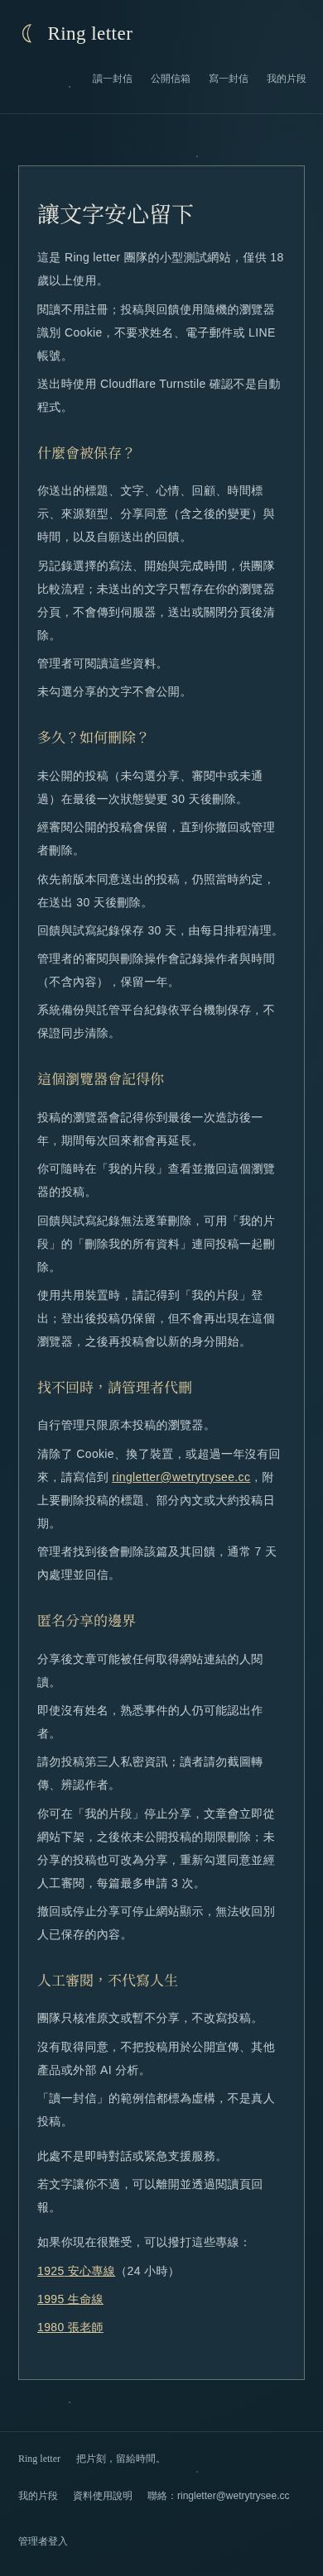 Ring letter
讀一封信 公開信箱 寫一封信 我的片段
讓文字安心留下
這是 Ring letter 團隊的小型測試網站，僅供 18
歲以上使用。
閱讀不用註冊；投稿與回饋使用隨機的瀏覽器
識別 Cookie，不要求姓名、電子郵件或 LINE
帳號。
送出時使用 Cloudflare Turnstile 確認不是自動
程式。
什麼會被保存？
你送出的標題、文字、心情、回顧、時間標
示、來源類型、分享同意（含之後的變更）與
時間，以及自願送出的回饋。
另記錄選擇的寫法、開始與完成時間，供團隊
比較流程；未送出的文字只暫存在你的瀏覽器
分頁，不會傳到伺服器，送出或關閉分頁後清
除。
管理者可閱讀這些資料。
未勾選分享的文字不會公開。
多久？如何刪除？
未公開的投稿（未勾選分享、審閱中或未通
過）在最後一次狀態變更 30 天後刪除。
經審閱公開的投稿會保留，直到你撤回或管理
者刪除。
依先前版本同意送出的投稿，仍照當時約定，
在送出 30 天後刪除。
回饋與試寫紀錄保存 30 天，由每日排程清理。
管理者的審閱與刪除操作會記錄操作者與時間
（不含內容），保留一年。
系統備份與託管平台紀錄依平台機制保存，不
保證同步清除。
這個瀏覽器會記得你
投稿的瀏覽器會記得你到最後一次造訪後一
年，期間每次回來都會再延長。
你可隨時在「我的片段」查看並撤回這個瀏覽
器的投稿。
回饋與試寫紀錄無法逐筆刪除，可用「我的片
段」的「刪除我的所有資料」連同投稿一起刪
除。
使用共用裝置時，請記得到「我的片段」登
出；登出後投稿仍保留，但不會再出現在這個
瀏覽器，之後再投稿會以新的身分開始。
找不回時，請管理者代刪
自行管理只限原本投稿的瀏覽器。
清除了 Cookie、換了裝置，或超過一年沒有回
來，請寫信到 ringletter@wetrytrysee.cc，附
上要刪除投稿的標題、部分內文或大約投稿日
期。
管理者找到後會刪除該篇及其回饋，通常 7 天
內處理並回信。
匿名分享的邊界
分享後文章可能被任何取得網站連結的人閱
讀。
即使沒有姓名，熟悉事件的人仍可能認出作
者。
請勿投稿第三人私密資訊；讀者請勿截圖轉
傳、辨認作者。
你可在「我的片段」停止分享，文章會立即從
網站下架，之後依未公開投稿的期限刪除；未
分享的投稿也可改為分享，重新勾選同意並經
人工審閱，每篇最多申請 3 次。
撤回或停止分享可停止網站顯示，無法收回別
人已保存的內容。
人工審閱，不代寫人生
團隊只核准原文或暫不分享，不改寫投稿。
沒有取得同意，不把投稿用於公開宣傳、其他
產品或外部 AI 分析。
「讀一封信」的範例信都標為虛構，不是真人
投稿。
此處不是即時對話或緊急支援服務。
若文字讓你不適，可以離開並透過閱讀頁回
報。
如果你現在很難受，可以撥打這些專線：
1925 安心專線（24 小時）
1995 生命線
1980 張老師
Ring letter 把片刻，留給時間。
我的片段 資料使用說明 聯絡：ringletter@wetrytrysee.cc
管理者登入